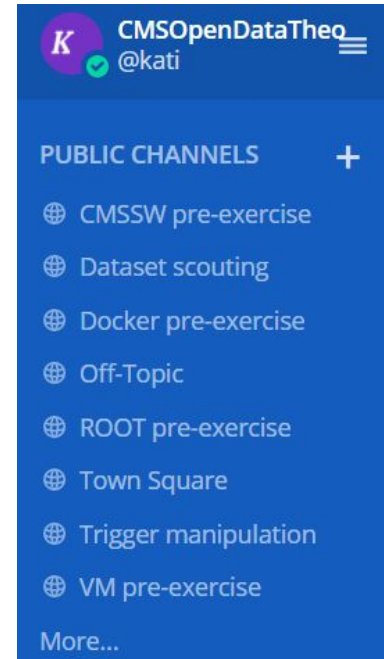 K
CMSOpenDataTheo
@kati
PUBLIC CHANNELS +
CMSSW pre-exercise
Dataset scouting
Docker pre-exercise
Off-Topic
ROOT pre-exercise
Town Square
Trigger manipulation
VM pre-exercise
More...